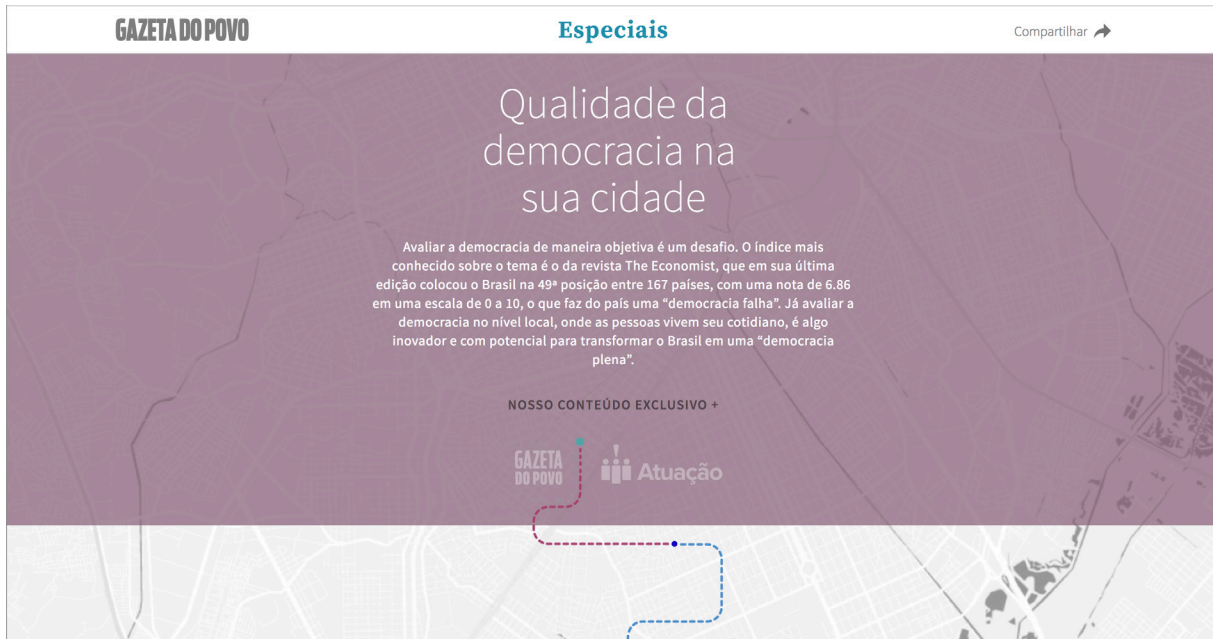 GAZETA DO POVO
Especiais
Compartilhar
Qualidade da
democracia na
sua cidade
Avaliar a democracia de maneira objetiva é um desafio. O índice mais
conhecido sobre o tema é o da revista The Economist, que em sua última
edição colocou o Brasil na 49ª posição entre 167 países, com uma nota de 6.86
em uma escala de 0 a 10, o que faz do país uma “democracia falha”. Já avaliar a
democracia no nível local, onde as pessoas vivem seu cotidiano, é algo
inovador e com potencial para transformar o Brasil em uma “democracia
plena”.
NOSSO CONTEÚDO EXCLUSIVO +
GAZETA
DO POVO
Atuação